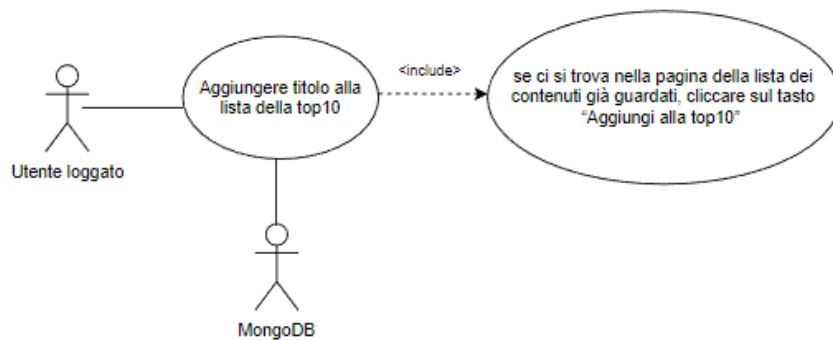 Utente loggato
Aggiungere titolo alla
lista della top10
<include>
se ci si trova nella pagina della lista dei
contenuti già guardati, cliccare sul tasto
“Aggiungi alla top10”
MongoDB